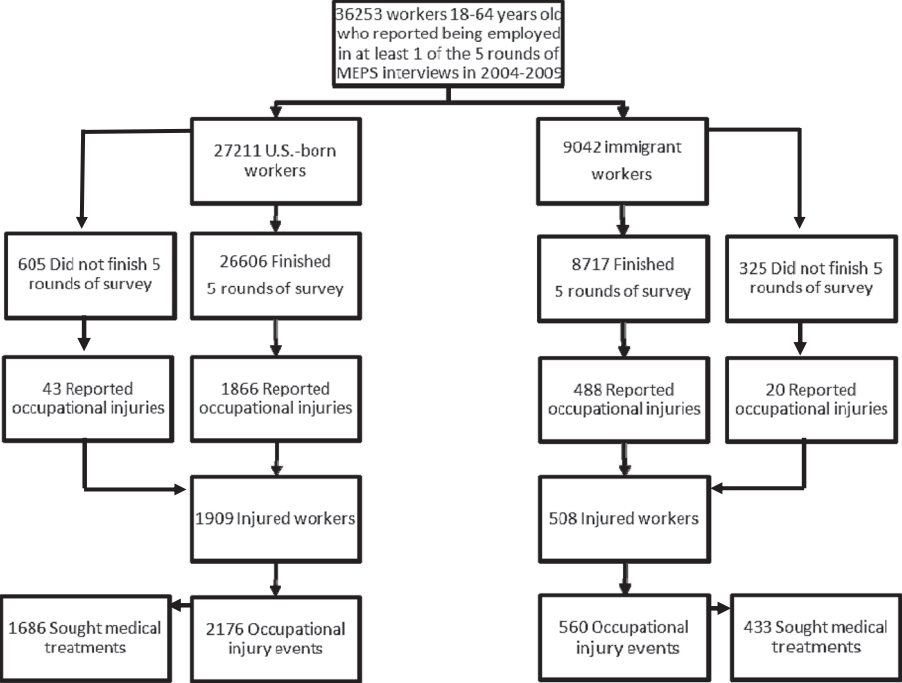 36253 workers 18-64 years old
who reported being employed
in at least 1 of the 5 rounds of
MEPS interviews in 2004-2009
27211 U.S.-born
workers
9042 immigrant
workers
605 Did not finish 5
rounds of survey
26606 Finished
5 rounds of survey
8717 Finished
5 rounds of survey
325 Did not finish 5
rounds of survey
43 Reported
occupational injuries
1866 Reported
occupational injuries
488 Reported
occupational injuries
20 Reported
occupational injuries
1909 Injured workers
508 Injured workers
1686 Sought medical
treatments
2176 Occupational
injury events
560 Occupational
injury events
433 Sought medical
treatments